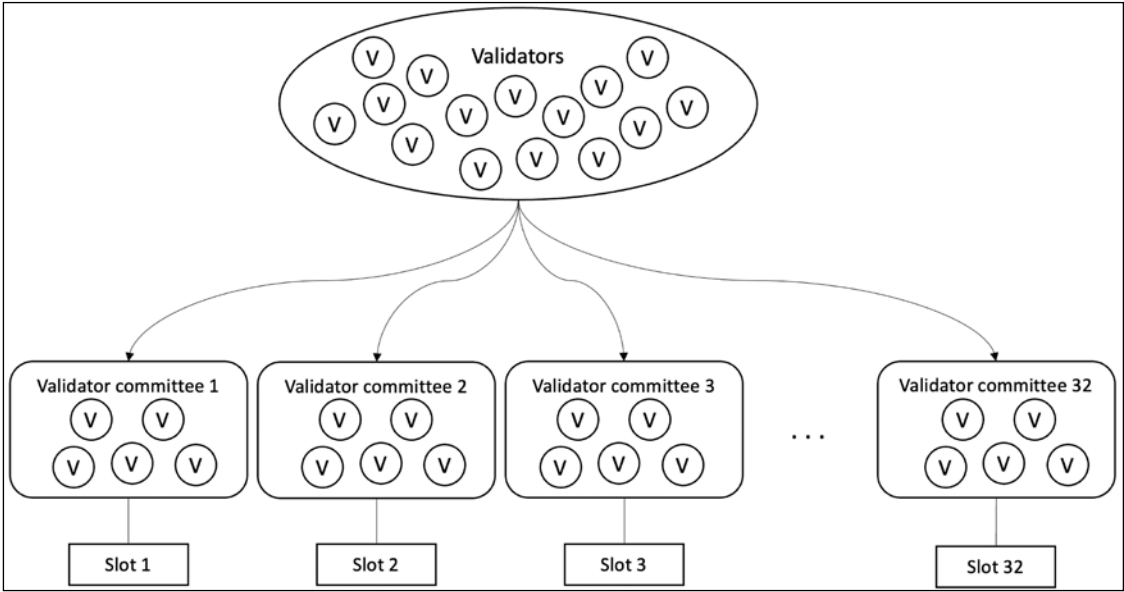 V Validators V
V V
V V V
V V V
V V
V V V
V
Validator committee 1
V V
V V V
Validator committee 2
V V
V V V
Validator committee 3
V V
V V V
...
Validator committee 32
V V
V V V
Slot 1
Slot 2
Slot 3
Slot 32